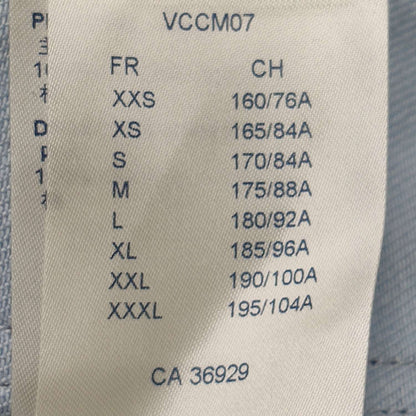 VCCM07
FR CH
XXS 160/76A
XS 165/84A
S 170/84A
M 175/88A
L 180/92A
XL 185/96A
XXL 190/100A
XXXL 195/104A
CA 36929